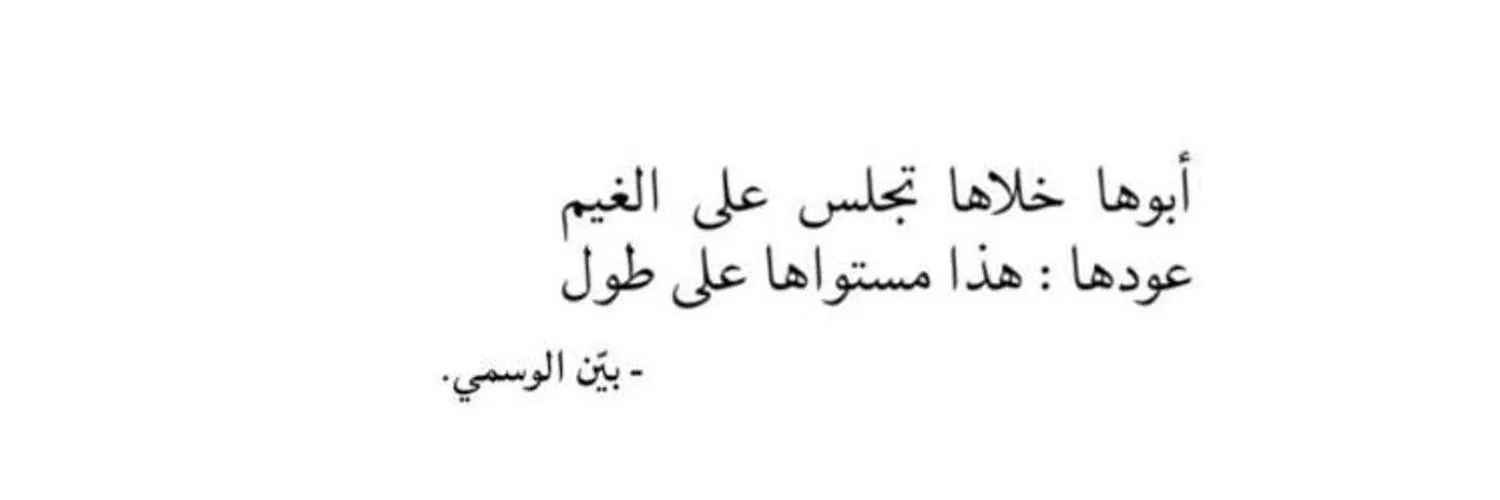 أبوها خلاها تجلس على الغيم
عودها : هذا مستواها على طول
- بيّن الوسمي.